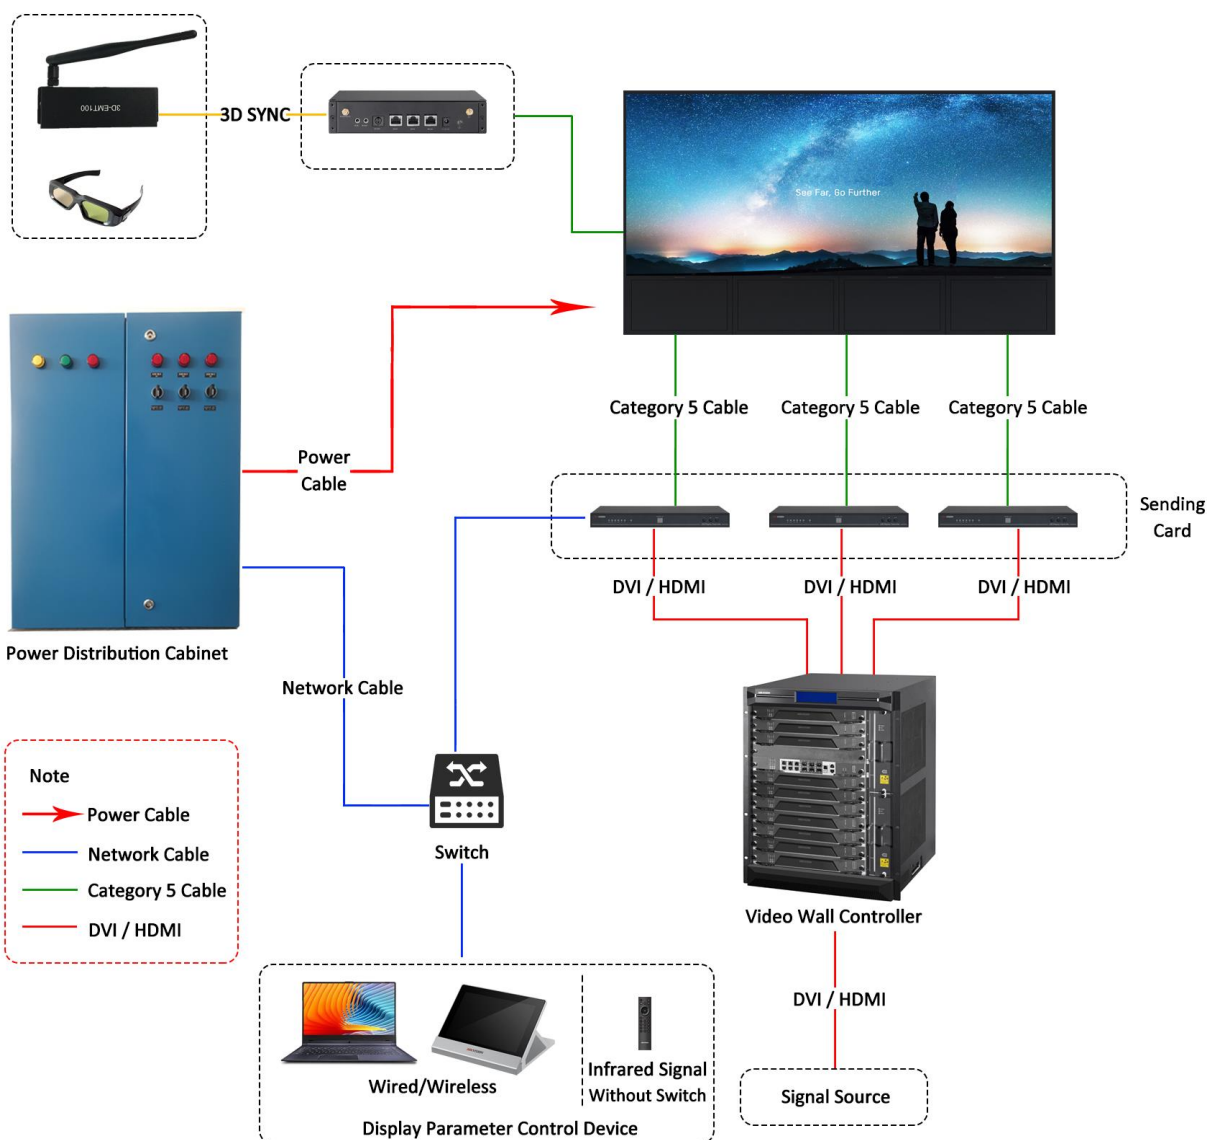 3D-EMT100
3D SYNC
See Far, Go Further
Power
Cable
Category 5 Cable
Category 5 Cable
Category 5 Cable
Sending
Card
DVI / HDMI
DVI / HDMI
DVI / HDMI
Power Distribution Cabinet
Network Cable
Note
Power Cable
Network Cable
Category 5 Cable
DVI / HDMI
Switch
Video Wall Controller
DVI / HDMI
Wired/Wireless
Infrared Signal
Without Switch
Display Parameter Control Device
Signal Source